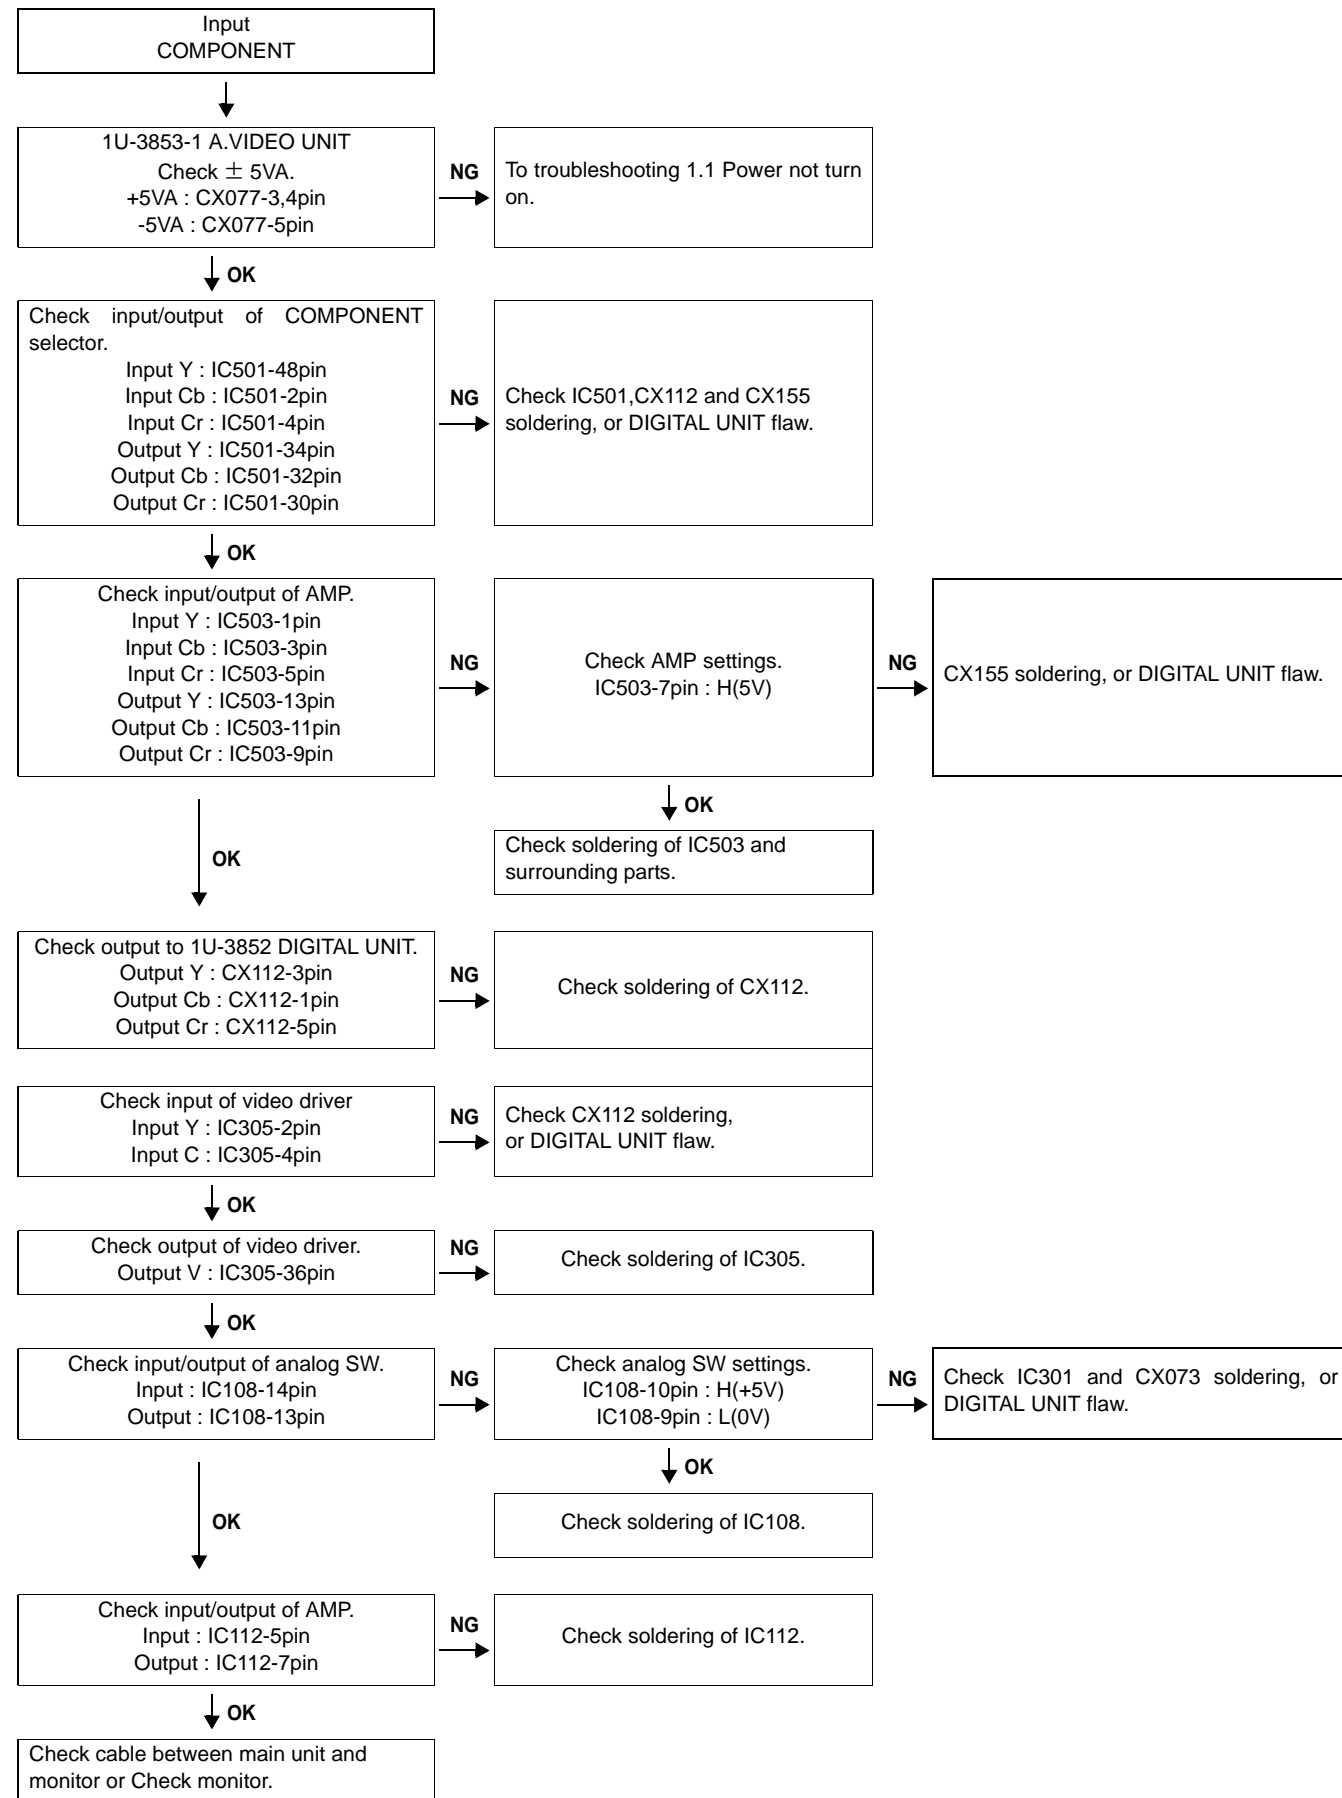 Input
COMPONENT
1U-3853-1 A.VIDEO UNIT
Check ± 5VA.
+5VA : CX077-3,4pin
-5VA : CX077-5pin
NG
To troubleshooting 1.1 Power not turn
on.
OK
Check input/output of COMPONENT
selector.
Input Y : IC501-48pin
Input Cb : IC501-2pin
Input Cr : IC501-4pin
Output Y : IC501-34pin
Output Cb : IC501-32pin
Output Cr : IC501-30pin
NG
Check IC501,CX112 and CX155
soldering, or DIGITAL UNIT flaw.
OK
Check input/output of AMP.
Input Y : IC503-1pin
Input Cb : IC503-3pin
Input Cr : IC503-5pin
Output Y : IC503-13pin
Output Cb : IC503-11pin
Output Cr : IC503-9pin
NG
Check AMP settings.
IC503-7pin : H(5V)
NG
CX155 soldering, or DIGITAL UNIT flaw.
OK
Check soldering of IC503 and
surrounding parts.
OK
Check output to 1U-3852 DIGITAL UNIT.
Output Y : CX112-3pin
Output Cb : CX112-1pin
Output Cr : CX112-5pin
NG
Check soldering of CX112.
Check input of video driver
Input Y : IC305-2pin
Input C : IC305-4pin
NG
Check CX112 soldering,
or DIGITAL UNIT flaw.
OK
Check output of video driver.
Output V : IC305-36pin
NG
Check soldering of IC305.
OK
Check input/output of analog SW.
Input : IC108-14pin
Output : IC108-13pin
NG
Check analog SW settings.
IC108-10pin : H(+5V)
IC108-9pin : L(0V)
NG
Check IC301 and CX073 soldering, or
DIGITAL UNIT flaw.
OK
Check soldering of IC108.
OK
Check input/output of AMP.
Input : IC112-5pin
Output : IC112-7pin
NG
Check soldering of IC112.
OK
Check cable between main unit and
monitor or Check monitor.